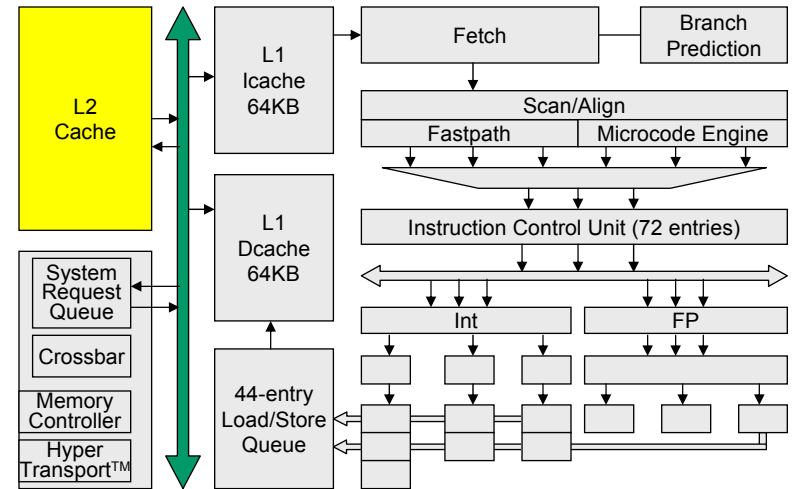 L2
Cache
L1
Icache
64KB
Fetch
Branch
Prediction
Scan/Align
Fastpath
Microcode Engine
L1
Dcache
64KB
Instruction Control Unit (72 entries)
System
Request
Queue
Crossbar
Memory
Controller
Hyper
Transport™
44-entry
Load/Store
Queue
Int
FP